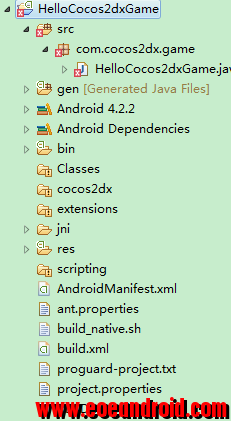 HelloCocos2dxGame
src
com.cocos2dx.game
HelloCocos2dxGame.jav
gen [Generated Java Files]
Android 4.2.2
Android Dependencies
bin
Classes
cocos2dx
extensions
jni
res
scripting
AndroidManifest.xml
ant.properties
build_native.sh
build.xml
proguard-project.txt
project.properties
www.eoeandroid.com